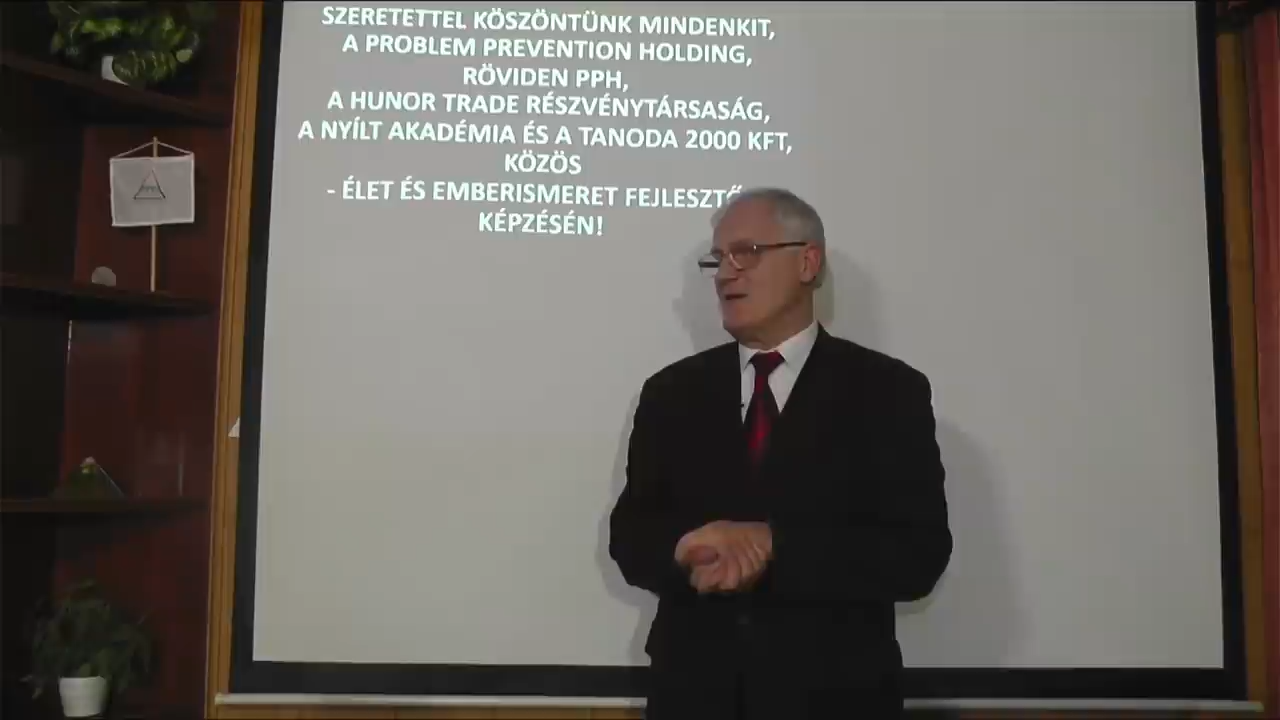 SZERETETTEL KÖSZÖNTÜNK MINDENKIT,
A PROBLEM PREVENTION HOLDING,
RÖVIDEN PPH,
A HUNOR TRADE RÉSZVÉNYTÁRSASÁG,
A NYÍLT AKADÉMIA ÉS A TANODA 2000 KFT,
KÖZÖS
- ÉLET ÉS EMBERISMERET FEJLESZTŐ
KÉPZÉSÉN!